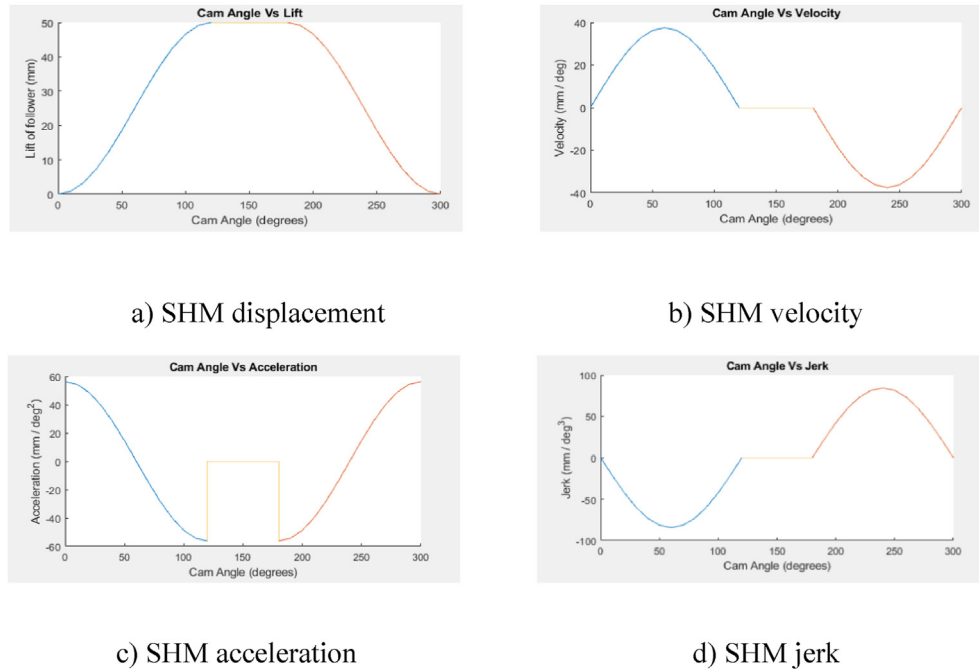 Cam Angle Vs Lift
Lift of follower (mm)
50
40
30
20
10
0
0 50 100 150 200 250 300
Cam Angle (degrees)
Cam Angle Vs Velocity
Velocity (mm / deg)
40
20
0
-20
-40
0 50 100 150 200 250 300
Cam Angle (degrees)
a) SHM displacement
b) SHM velocity
Cam Angle Vs Acceleration
Acceleration (mm / deg²)
60
40
20
0
-20
-40
-60
0 50 100 150 200 250 300
Cam Angle (degrees)
Cam Angle Vs Jerk
Jerk (mm / deg³)
100
50
0
-50
-100
0 50 100 150 200 250 300
Cam Angle (degrees)
c) SHM acceleration
d) SHM jerk